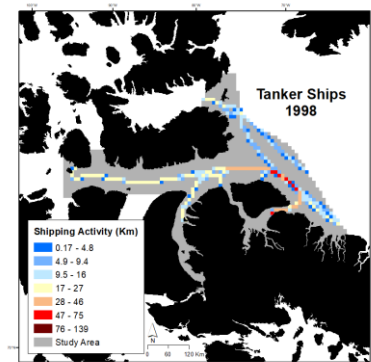 Tanker Ships
1998
Shipping Activity (Km)
0.17 - 4.8
4.9 - 9.4
9.5 - 16
17 - 27
28 - 46
47 - 75
76 - 139
Study Area
N
0 60 120 Km